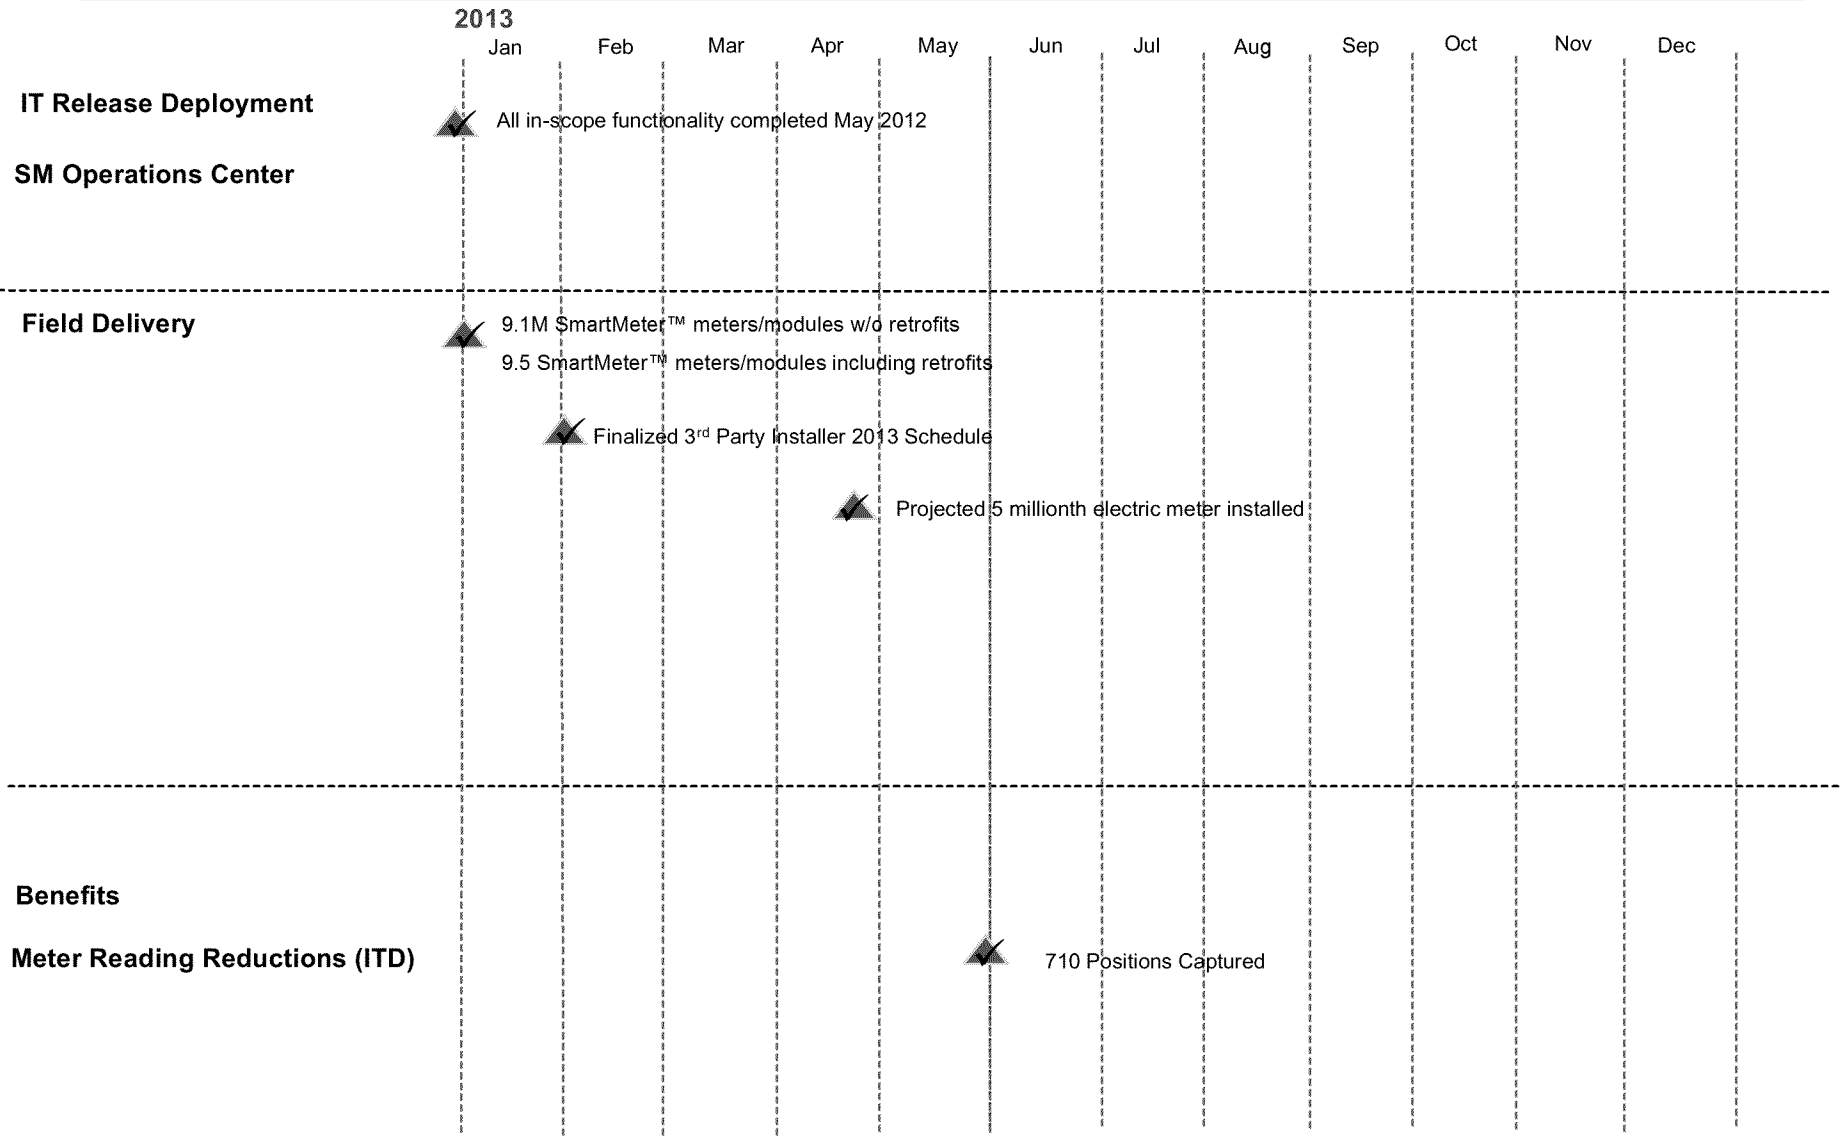 2013
Jan Feb Mar Apr May Jun Jul Aug Sep Oct Nov Dec
IT Release Deployment
All in-scope functionality completed May 2012
SM Operations Center
Field Delivery
9.1M SmartMeter™ meters/modules w/o retrofits
9.5 SmartMeter™ meters/modules including retrofits
Finalized 3rd Party Installer 2013 Schedule
Projected 5 millionth electric meter installed
Benefits
Meter Reading Reductions (ITD)
710 Positions Captured